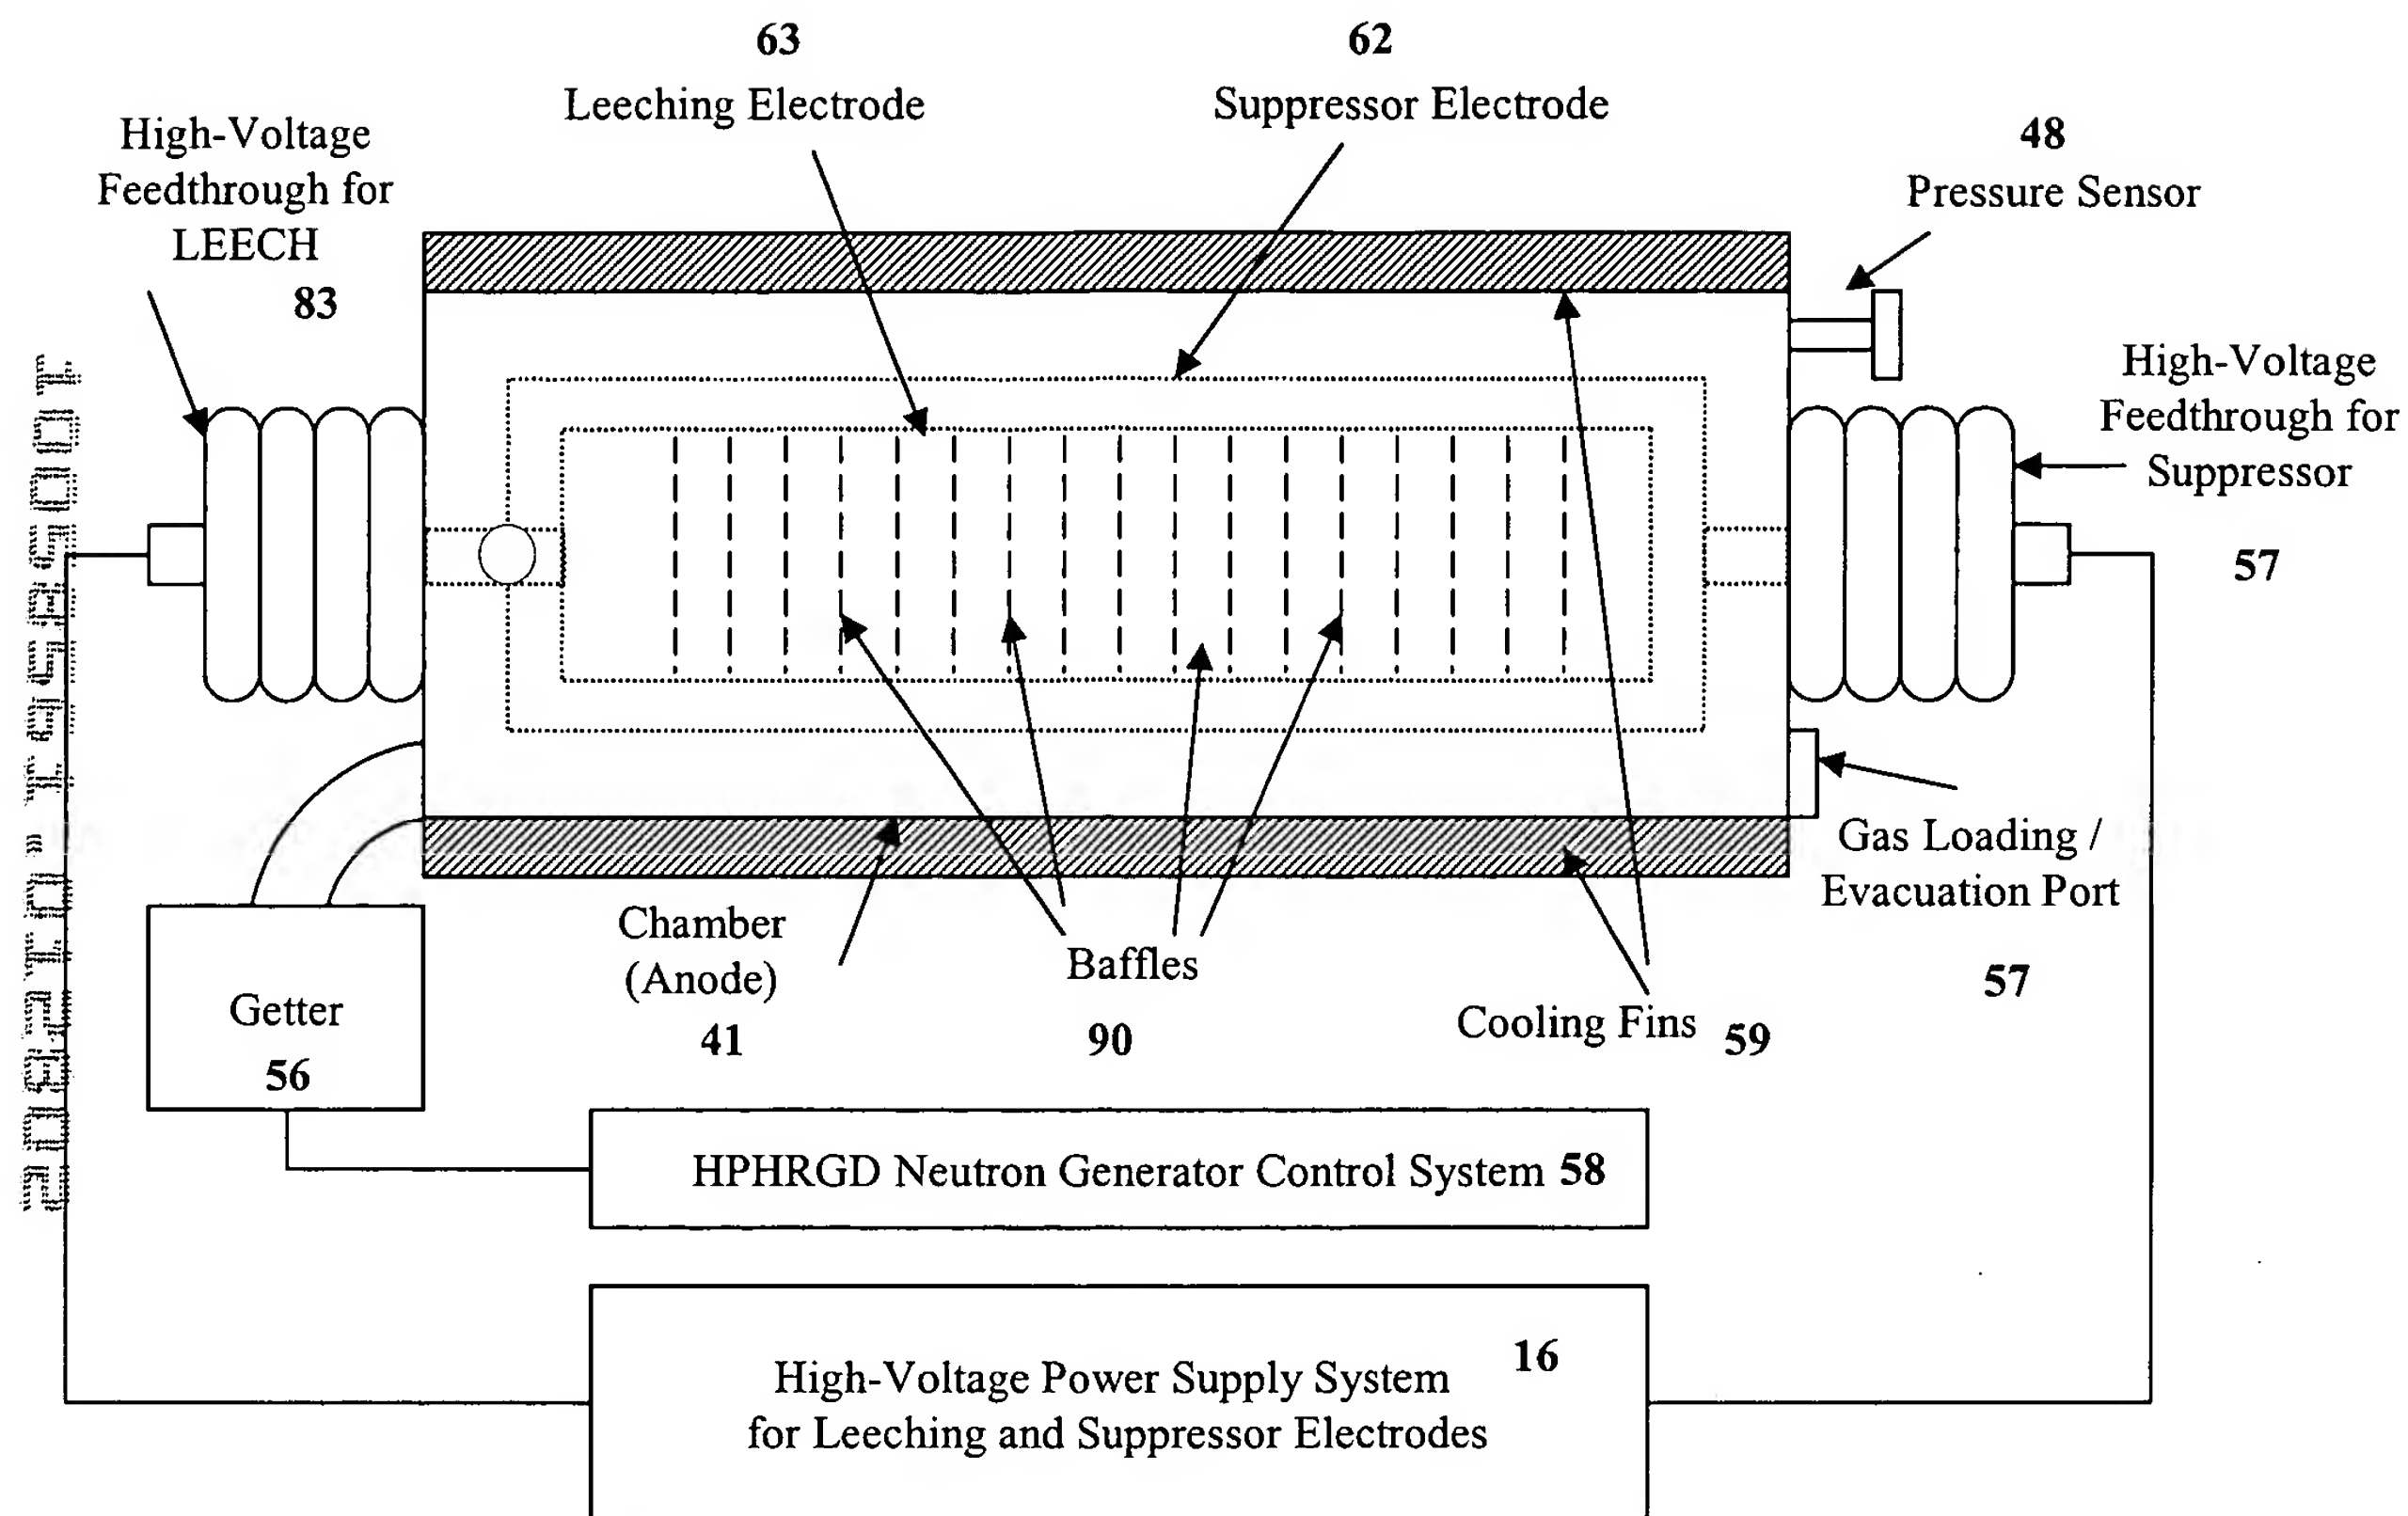 63
Leeching Electrode
62
Suppressor Electrode
High-Voltage
Feedthrough for
LEECH
83
48
Pressure Sensor
High-Voltage
Feedthrough for
Suppressor
57
Gas Loading /
Evacuation Port
57
Chamber
(Anode)
41
Baffles
90
Cooling Fins 59
Getter
56
HPHRGD Neutron Generator Control System 58
16
High-Voltage Power Supply System
for Leeching and Suppressor Electrodes